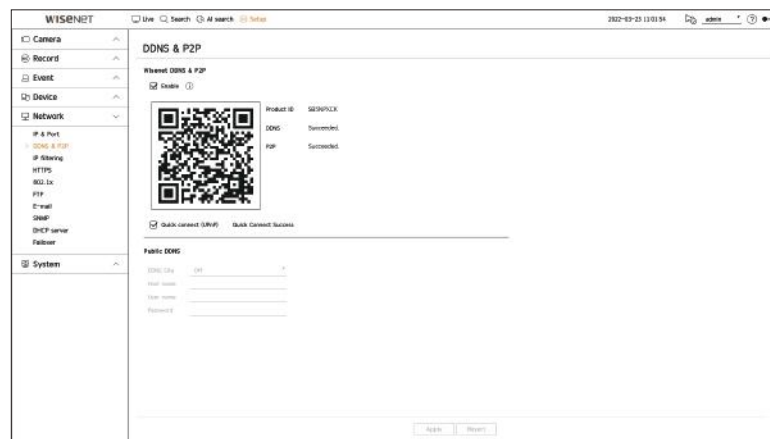 WISENET
Live Search AI search Setup
2022-03-23 11:01:54 admin
Camera
Record
Event
Device
Network
IP & Port
DDNS & P2P
IP filtering
HTTPS
802.1x
FTP
E-mail
SNMP
DHCP server
Failover
System
DDNS & P2P
Wisenet DDNS & P2P
Enable
Product ID
DDNS Succeeded.
P2P Succeeded.
Quick connect (UPnP) Quick Connect Success
Public DDNS
DDNS Site Off
Host name
User name
Password
Apply Revert